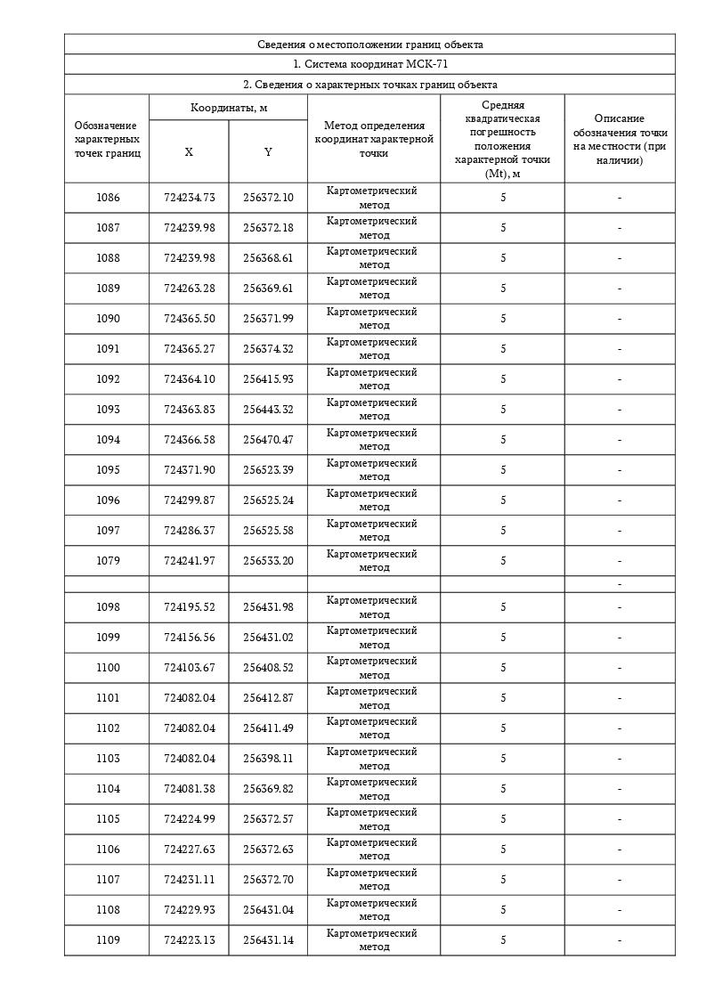 Сведения о местоположении границ объекта
1. Система координат МСК-71
2. Сведения о характерных точках границ объекта
Обозначение
характерных
точек границ
Координаты, м
X
Y
Метод определения
координат характерной
точки
Средняя
квадратическая
погрешность
положения
характерной точки
(Mt), м
Описание
обозначения точки
на местности (при
наличии)
1086 724234.73 256372.10 Картометрический
метод 5 -
1087 724239.98 256372.18 Картометрический
метод 5 -
1088 724239.98 256368.61 Картометрический
метод 5 -
1089 724263.28 256369.61 Картометрический
метод 5 -
1090 724365.50 256371.99 Картометрический
метод 5 -
1091 724365.27 256374.32 Картометрический
метод 5 -
1092 724364.10 256415.93 Картометрический
метод 5 -
1093 724363.83 256443.32 Картометрический
метод 5 -
1094 724366.58 256470.47 Картометрический
метод 5 -
1095 724371.90 256523.39 Картометрический
метод 5 -
1096 724299.87 256525.24 Картометрический
метод 5 -
1097 724286.37 256525.58 Картометрический
метод 5 -
1079 724241.97 256533.20 Картометрический
метод 5 -
-
1098 724195.52 256431.98 Картометрический
метод 5 -
1099 724156.56 256431.02 Картометрический
метод 5 -
1100 724103.67 256408.52 Картометрический
метод 5 -
1101 724082.04 256412.87 Картометрический
метод 5 -
1102 724082.04 256411.49 Картометрический
метод 5 -
1103 724082.04 256398.11 Картометрический
метод 5 -
1104 724081.38 256369.82 Картометрический
метод 5 -
1105 724224.99 256372.57 Картометрический
метод 5 -
1106 724227.63 256372.63 Картометрический
метод 5 -
1107 724231.11 256372.70 Картометрический
метод 5 -
1108 724229.93 256431.04 Картометрический
метод 5 -
1109 724223.13 256431.14 Картометрический
метод 5 -